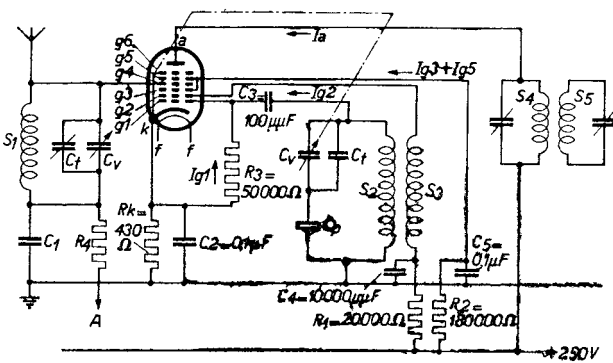 a
Ia
g6
g5
g4
g3
g2
g1
k
f f
Ig3+Ig5
Ig2
C3=
100µµF
S4
S5
S1
Ct
Cv
Ig1
R3=
50000Ω
Cv
Ct
S2
S3
C1
R4
Rk=
430
Ω
C2=0,1µF
C5=
0,1µF
C4=10000µµF
R1=20000Ω
R2=
180000Ω
A
+250V